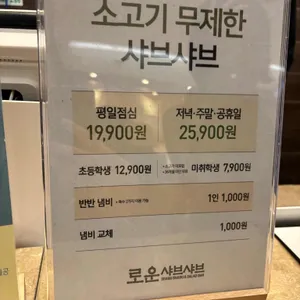 소고기 무제한
샤브샤브
평일점심
19,900원
저녁·주말·공휴일
25,900원
초등학생 12,900원
미취학생 7,900원
반반 냄비
1인 1,000원
냄비 교체
1,000원
로운 샤브샤브